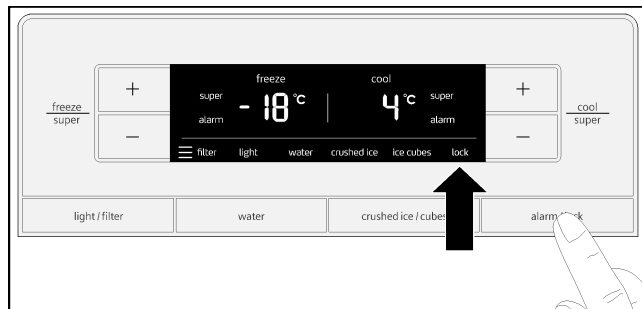 freeze cool
super super
- 18 °C 4 °C
alarm alarm
filter light water crushed ice ice cubes lock
freeze
super
+
−
+
−
cool
super
light / filter water crushed ice / cubes alarm